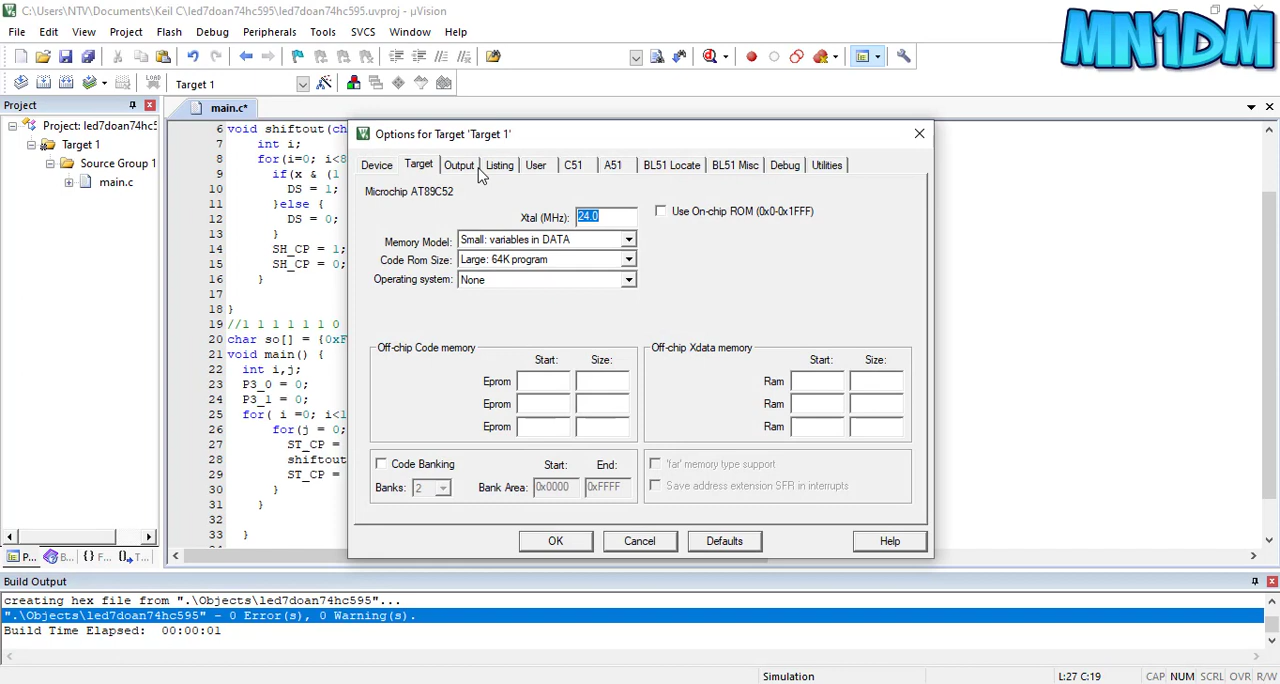 C:\Users\NTV\Documents\Keil C\led7doan74hc595\led7doan74hc595.uvproj - µVision
MN1DM
File Edit View Project Flash Debug Peripherals Tools SVCS Window Help
LOAD Target 1
Project
main.c*
Project: led7doan74hc5
Target 1
Source Group 1
main.c
6 void shiftout(ch
7 int i;
8 for(i=0; i<8
9 if(x & (1
10 DS = 1;
11 }else {
12 DS = 0;
13 }
14 SH_CP = 1;
15 SH_CP = 0;
16 }
17
18 }
19 //1 1 1 1 1 1 0
20 char so[] = {0xF
21 void main() {
22 int i,j;
23 P3_0 = 0;
24 P3_1 = 0;
25 for( i =0; i<1
26 for(j = 0;
27 ST_CP =
28 shiftout
29 ST_CP =
30 }
31 }
32
33 }
Options for Target 'Target 1'
Device Target Output Listing User C51 A51 BL51 Locate BL51 Misc Debug Utilities
Microchip AT89C52
Xtal (MHz): 24.0
Use On-chip ROM (0x0-0x1FFF)
Memory Model: Small: variables in DATA
Code Rom Size: Large: 64K program
Operating system: None
Off-chip Code memory
Start: Size:
Eprom
Eprom
Eprom
Off-chip Xdata memory
Start: Size:
Ram
Ram
Ram
Code Banking Start: End:
Banks: 2 Bank Area: 0x0000 0xFFFF
'far' memory type support
Save address extension SFR in interrupts
OK Cancel Defaults Help
P... B... {} F... T...
Build Output
creating hex file from ".\Objects\led7doan74hc595"...
".\Objects\led7doan74hc595" - 0 Error(s), 0 Warning(s).
Build Time Elapsed: 00:00:01
Simulation L:27 C:19 CAP NUM SCRL OVR R/W